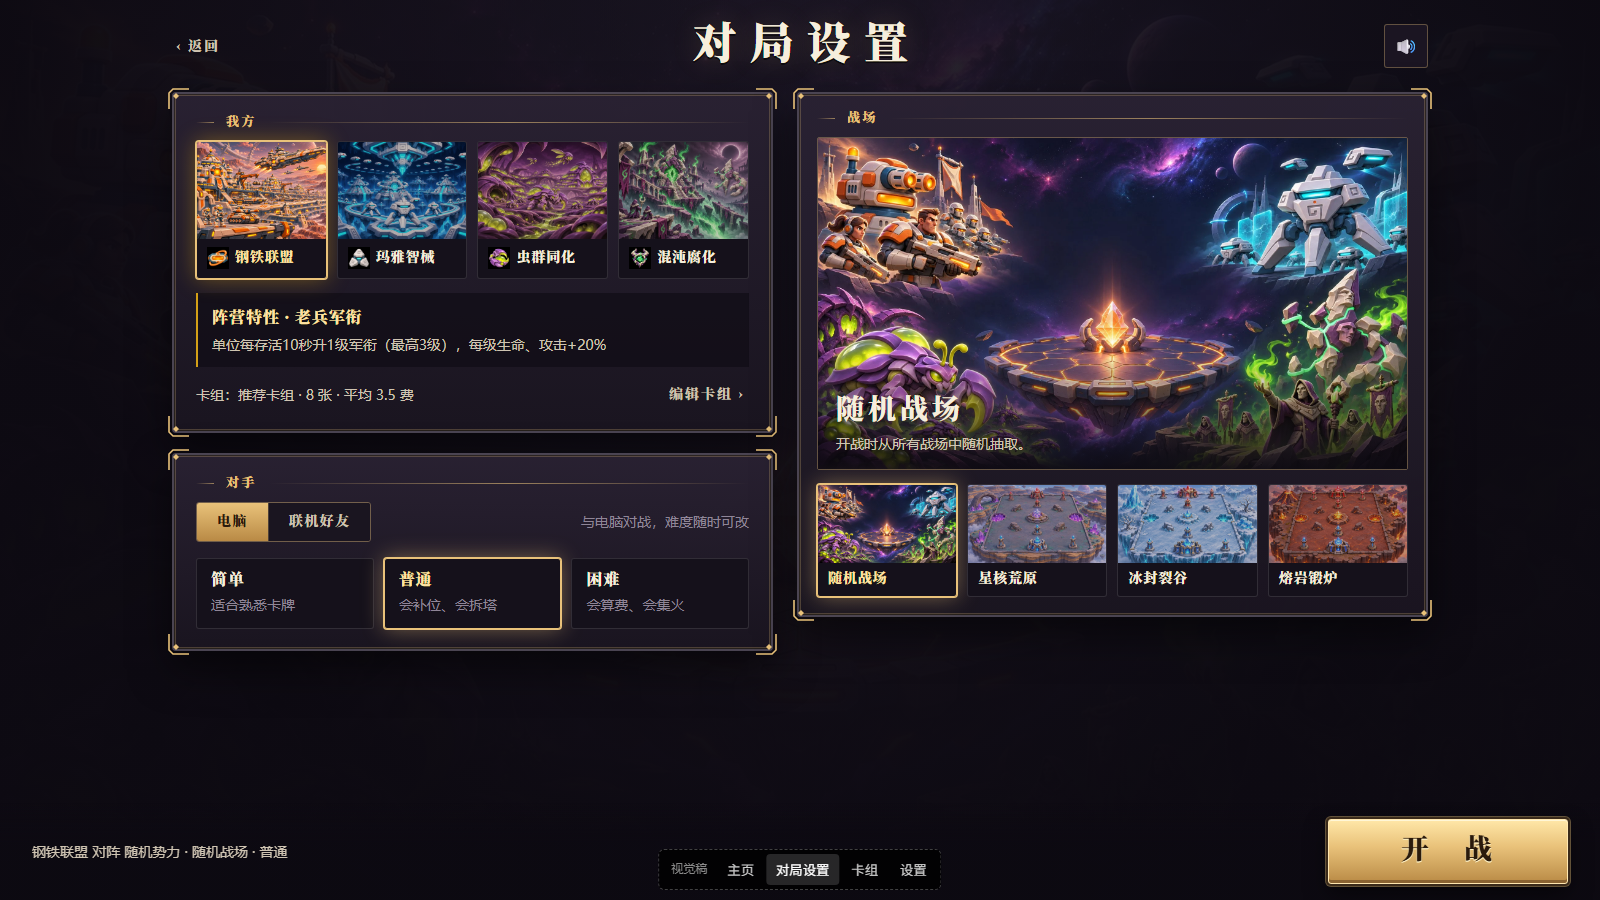 ‹ 返回
对局设置
我方
钢铁联盟
玛雅智械
虫群同化
混沌腐化
阵营特性 · 老兵军衔
单位每存活10秒升1级军衔（最高3级），每级生命、攻击+20%
卡组：推荐卡组 · 8 张 · 平均 3.5 费
编辑卡组 ›
对手
电脑
联机好友
与电脑对战，难度随时可改
简单
适合熟悉卡牌
普通
会补位、会拆塔
困难
会算费、会集火
战场
随机战场
开战时从所有战场中随机抽取。
随机战场
星核荒原
冰封裂谷
熔岩锻炉
钢铁联盟 对阵 随机势力 · 随机战场 · 普通
视觉稿
主页
对局设置
卡组
设置
开 战